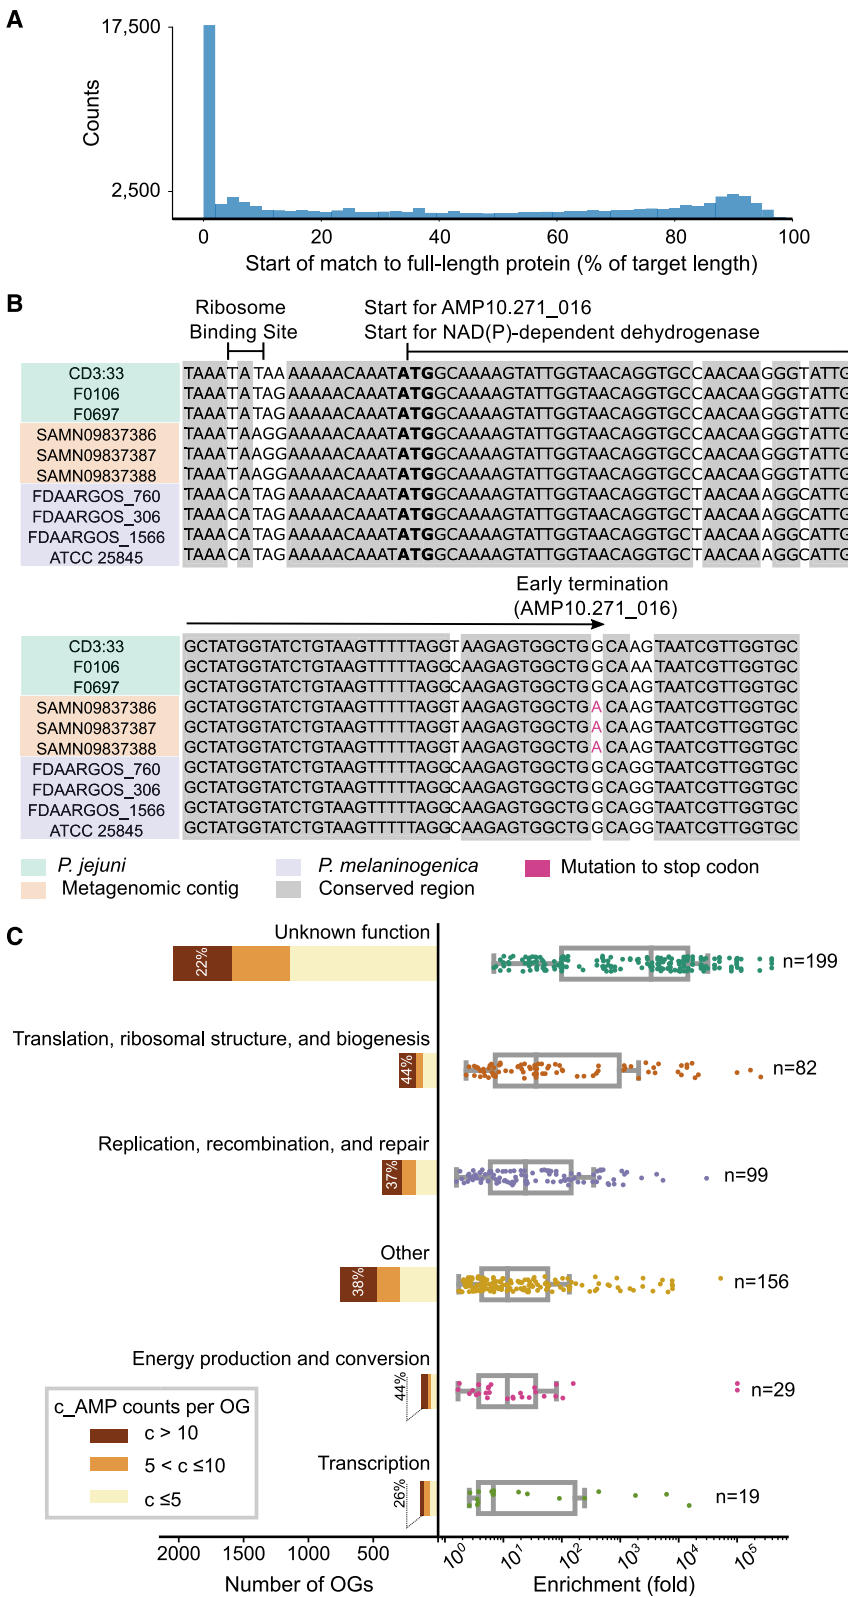 A
17,500
2,500
Counts
0 20 40 60 80 100
Start of match to full-length protein (% of target length)
B
Ribosome
Binding Site
Start for AMP10.271_016
Start for NAD(P)-dependent dehydrogenase
CD3:33 TAAATATAAAAAAACAAATATGGCAAAAGTATTGGTAACAGGTGCCAACAAGGGTATTG
F0106 TAAATATAGAAAAACAAATATGGCAAAAGTATTGGTAACAGGTGCCAACAAGGGTATTG
F0697 TAAATATAGAAAAACAAATATGGCAAAAGTATTGGTAACAGGTGCCAACAAGGGTATTG
SAMN09837386 TAAATAAGGAAAAACAAATATGGCAAAAGTATTGGTAACAGGTGCCAACAAGGGTATTG
SAMN09837387 TAAATAAGGAAAAACAAATATGGCAAAAGTATTGGTAACAGGTGCCAACAAGGGTATTG
SAMN09837388 TAAATAAGGAAAAACAAATATGGCAAAAGTATTGGTAACAGGTGCCAACAAGGGTATTG
FDAARGOS_760 TAAACATAGAAAAACAAATATGGCAAAAGTATTGGTAACAGGTGCTAACAAAGGCATTG
FDAARGOS_306 TAAACATAGAAAAACAAATATGGCAAAAGTATTGGTAACAGGTGCTAACAAAGGCATTG
FDAARGOS_1566 TAAACATAGAAAAACAAATATGGCAAAAGTATTGGTAACAGGTGCTAACAAAGGCATTG
ATCC 25845 TAAACATAGAAAAACAAATATGGCAAAAGTATTGGTAACAGGTGCTAACAAAGGCATTG
Early termination
(AMP10.271_016)
CD3:33 GCTATGGTATCTGTAAGTTTTTAGGTAAGAGTGGCTGGCAAGTAATCGTTGGTGC
F0106 GCTATGGTATCTGTAAGTTTTTAGGCAAGAGTGGCTGGCAAATAATCGTTGGTGC
F0697 GCTATGGTATCTGTAAGTTTTTAGGCAAGAGTGGCTGGCAAGTAATCGTTGGTGC
SAMN09837386 GCTATGGTATCTGTAAGTTTTTAGGTAAGAGTGGCTGACAAGTAATCGTTGGTGC
SAMN09837387 GCTATGGTATCTGTAAGTTTTTAGGTAAGAGTGGCTGACAAGTAATCGTTGGTGC
SAMN09837388 GCTATGGTATCTGTAAGTTTTTAGGTAAGAGTGGCTGACAAGTAATCGTTGGTGC
FDAARGOS_760 GCTATGGTATCTGTAAGTTTTTAGGCAAGAGTGGCTGGCAGGTAATCGTTGGTGC
FDAARGOS_306 GCTATGGTATCTGTAAGTTTTTAGGCAAGAGTGGCTGGCAGGTAATCGTTGGTGC
FDAARGOS_1566 GCTATGGTATCTGTAAGTTTTTAGGCAAGAGTGGCTGGCAGGTAATCGTTGGTGC
ATCC 25845 GCTATGGTATCTGTAAGTTTTTAGGCAAGAGTGGCTGGCAGGTAATCGTTGGTGC
P. jejuni
P. melaninogenica
Mutation to stop codon
Metagenomic contig
Conserved region
C
Unknown function
22%
n=199
Translation, ribosomal structure, and biogenesis
44%
n=82
Replication, recombination, and repair
37%
n=99
Other
38%
n=156
Energy production and conversion
44%
n=29
Transcription
26%
n=19
c_AMP counts per OG
c > 10
5 < c ≤10
c ≤5
2000 1500 1000 500
Number of OGs
10⁰ 10¹ 10² 10³ 10⁴ 10⁵
Enrichment (fold)